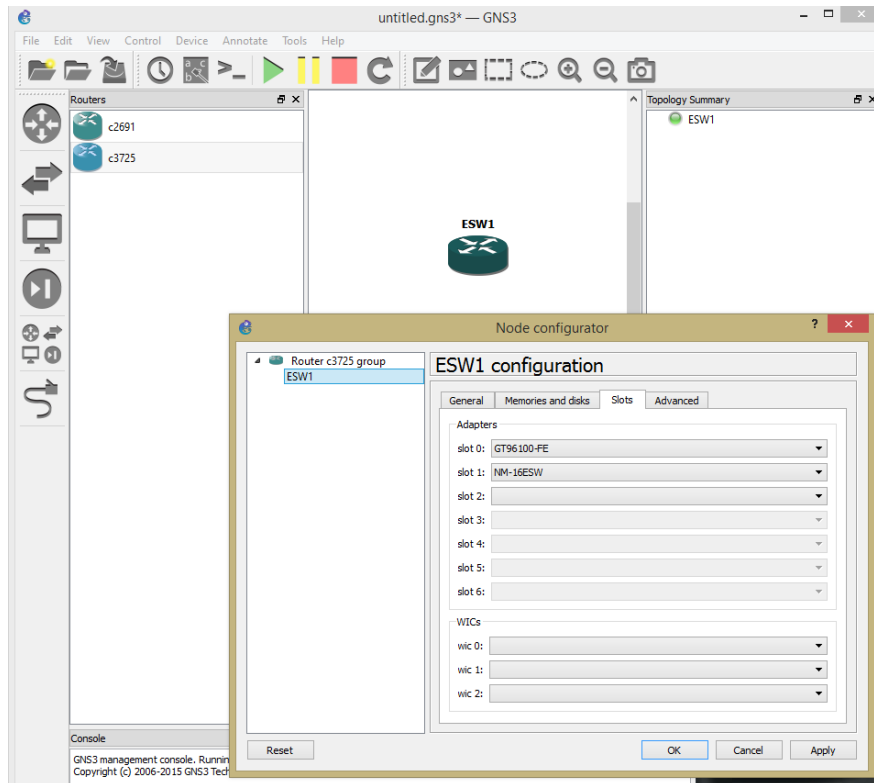 untitled.gns3* — GNS3
File Edit View Control Device Annotate Tools Help
Routers
c2691
c3725
ESW1
Topology Summary
ESW1
Node configurator
?
Router c3725 group
ESW1
ESW1 configuration
General Memories and disks Slots Advanced
Adapters
slot 0: GT96100-FE
slot 1: NM-16ESW
slot 2:
slot 3:
slot 4:
slot 5:
slot 6:
WICs
wic 0:
wic 1:
wic 2:
Reset OK Cancel Apply
Console
GNS3 management console.
Copyright (c) 2006-2015 GNS3